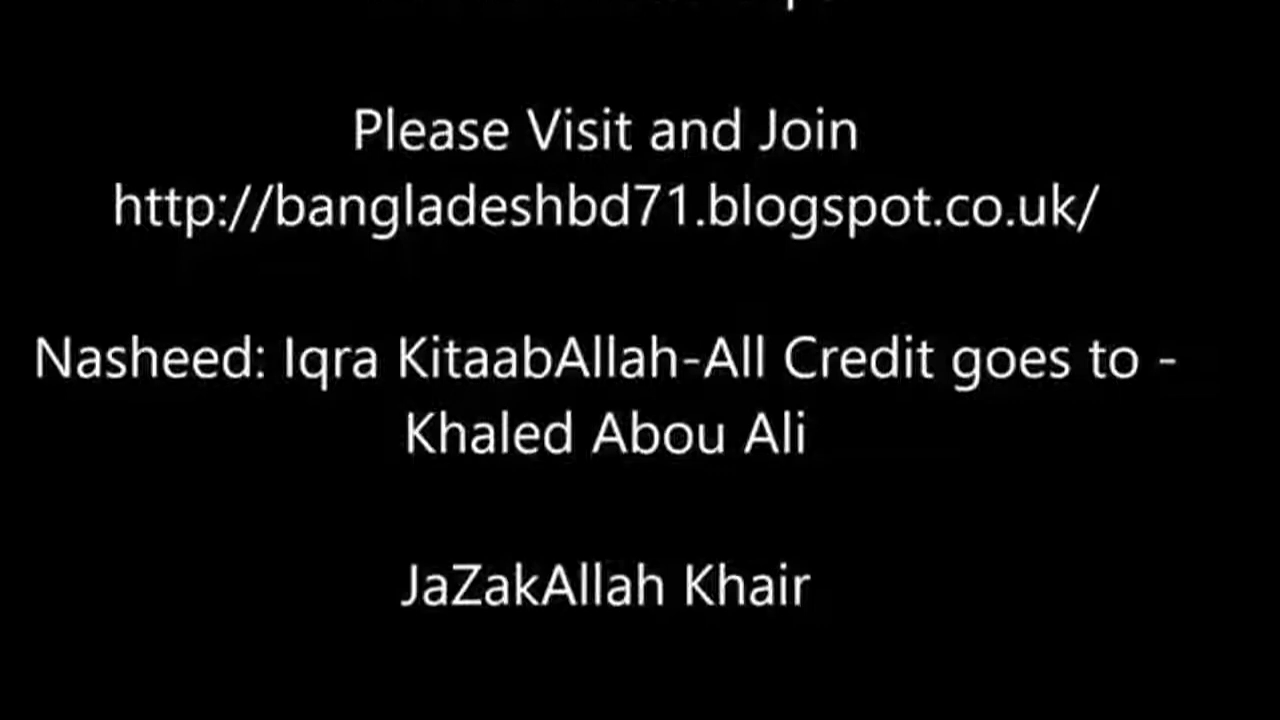 Please Visit and Join
http://bangladeshbd71.blogspot.co.uk/
Nasheed: Iqra KitaabAllah-All Credit goes to -
Khaled Abou Ali
JaZakAllah Khair